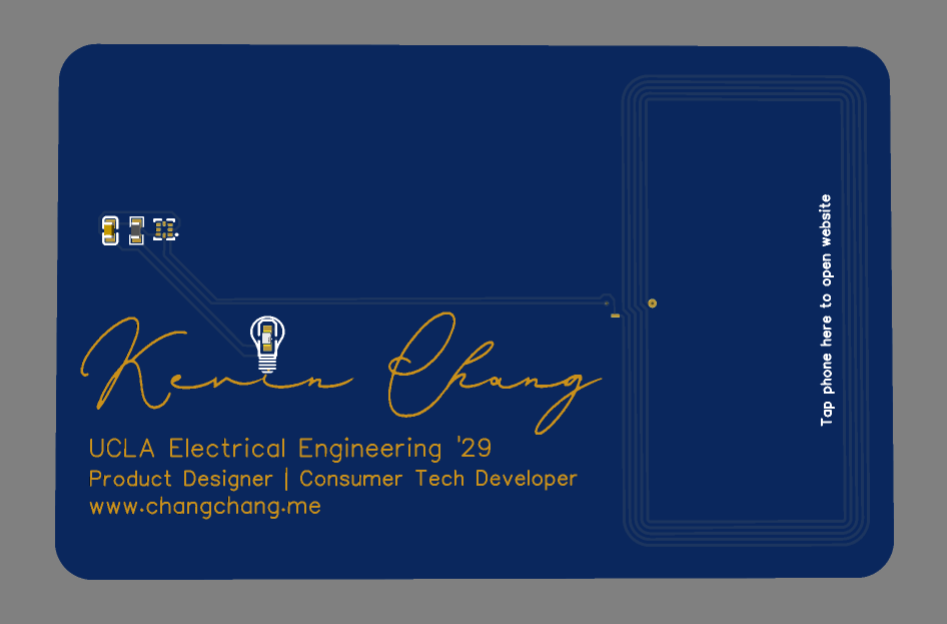 Kevin Chang
UCLA Electrical Engineering '29
Product Designer | Consumer Tech Developer
www.changchang.me
Tap phone here to open website